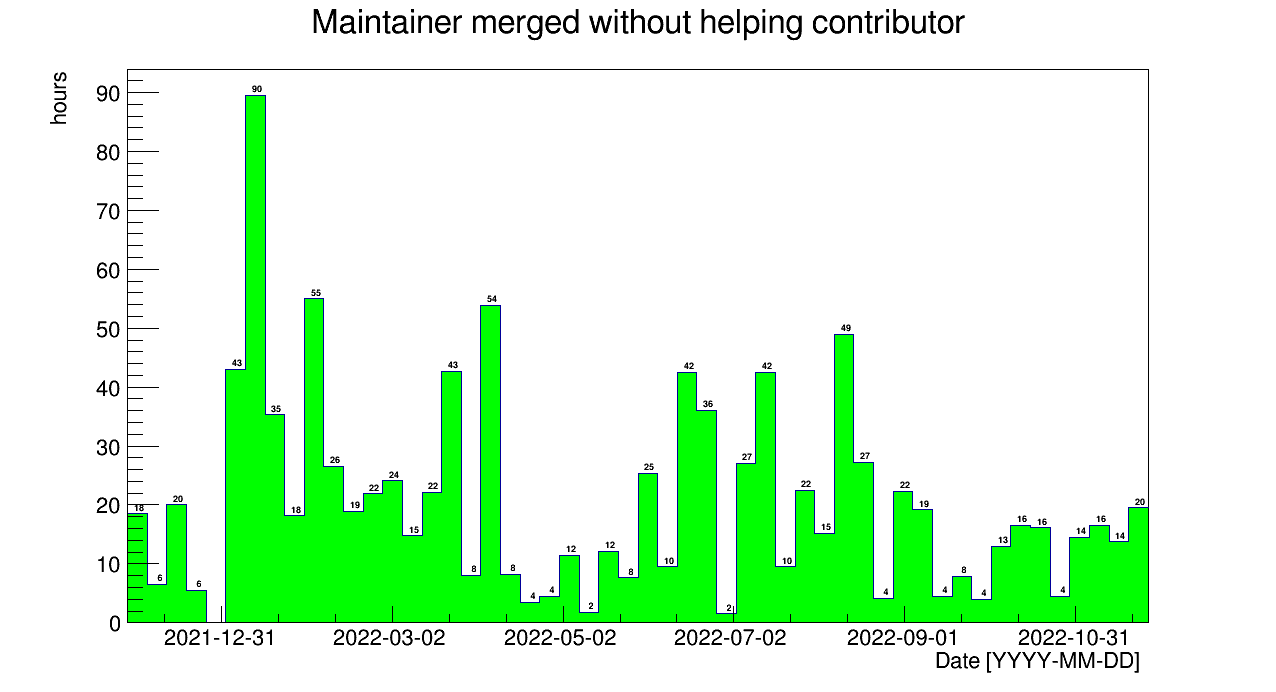 Maintainer merged without helping contributor
hours
90
80
70
60
50
40
30
20
10
0
18 6 20 6 43 90 35 18 55 26 19 22 24 15 22 43 8 54 8 4 4 12 2 12 8 25 10 42 36 2 27 42 10 22 15 49 27 4 22 19 4 8 4 13 16 16 4 14 16 14 20
2021-12-31 2022-03-02 2022-05-02 2022-07-02 2022-09-01 2022-10-31
Date [YYYY-MM-DD]